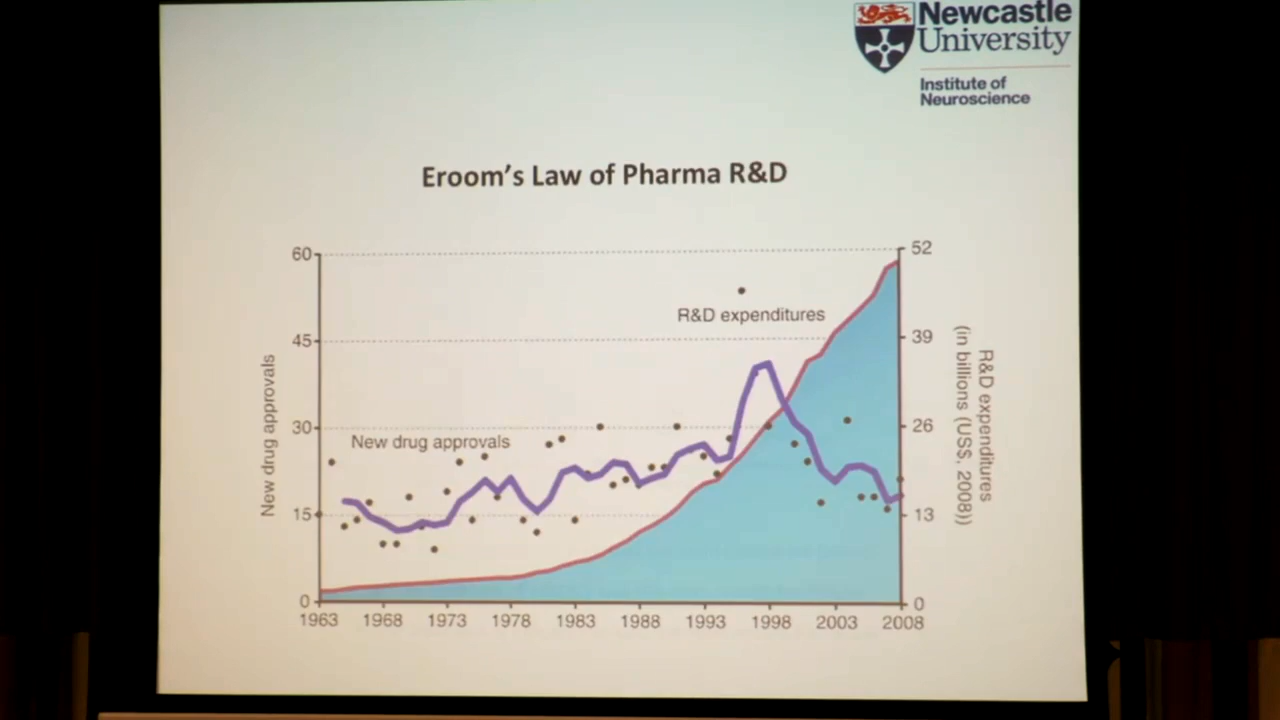 Newcastle
University
Institute of
Neuroscience
Eroom's Law of Pharma R&D
60
45
30
15
0
New drug approvals
New drug approvals
R&D expenditures
52
39
26
13
0
R&D expenditures
(in billions (US$, 2008))
1963 1968 1973 1978 1983 1988 1993 1998 2003 2008